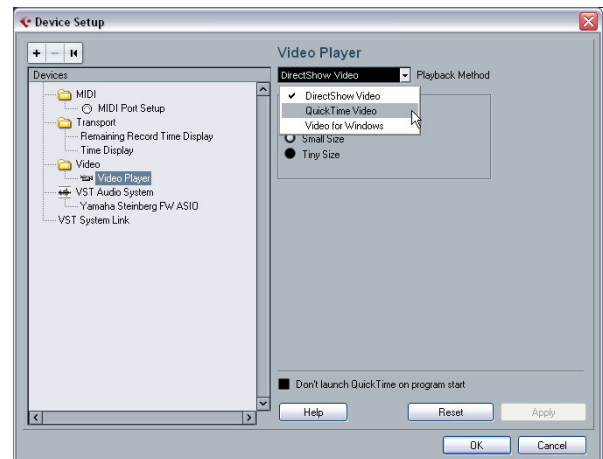 Device Setup
Video Player
Devices
DirectShow Video
Playback Method
MIDI
DirectShow Video
MIDI Port Setup
QuickTime Video
Transport
Video for Windows
Remaining Record Time Display
Small Size
Time Display
Tiny Size
Video
Video Player
VST Audio System
Yamaha Steinberg FW ASIO
VST System Link
Don't launch QuickTime on program start
Help
Reset
Apply
OK
Cancel